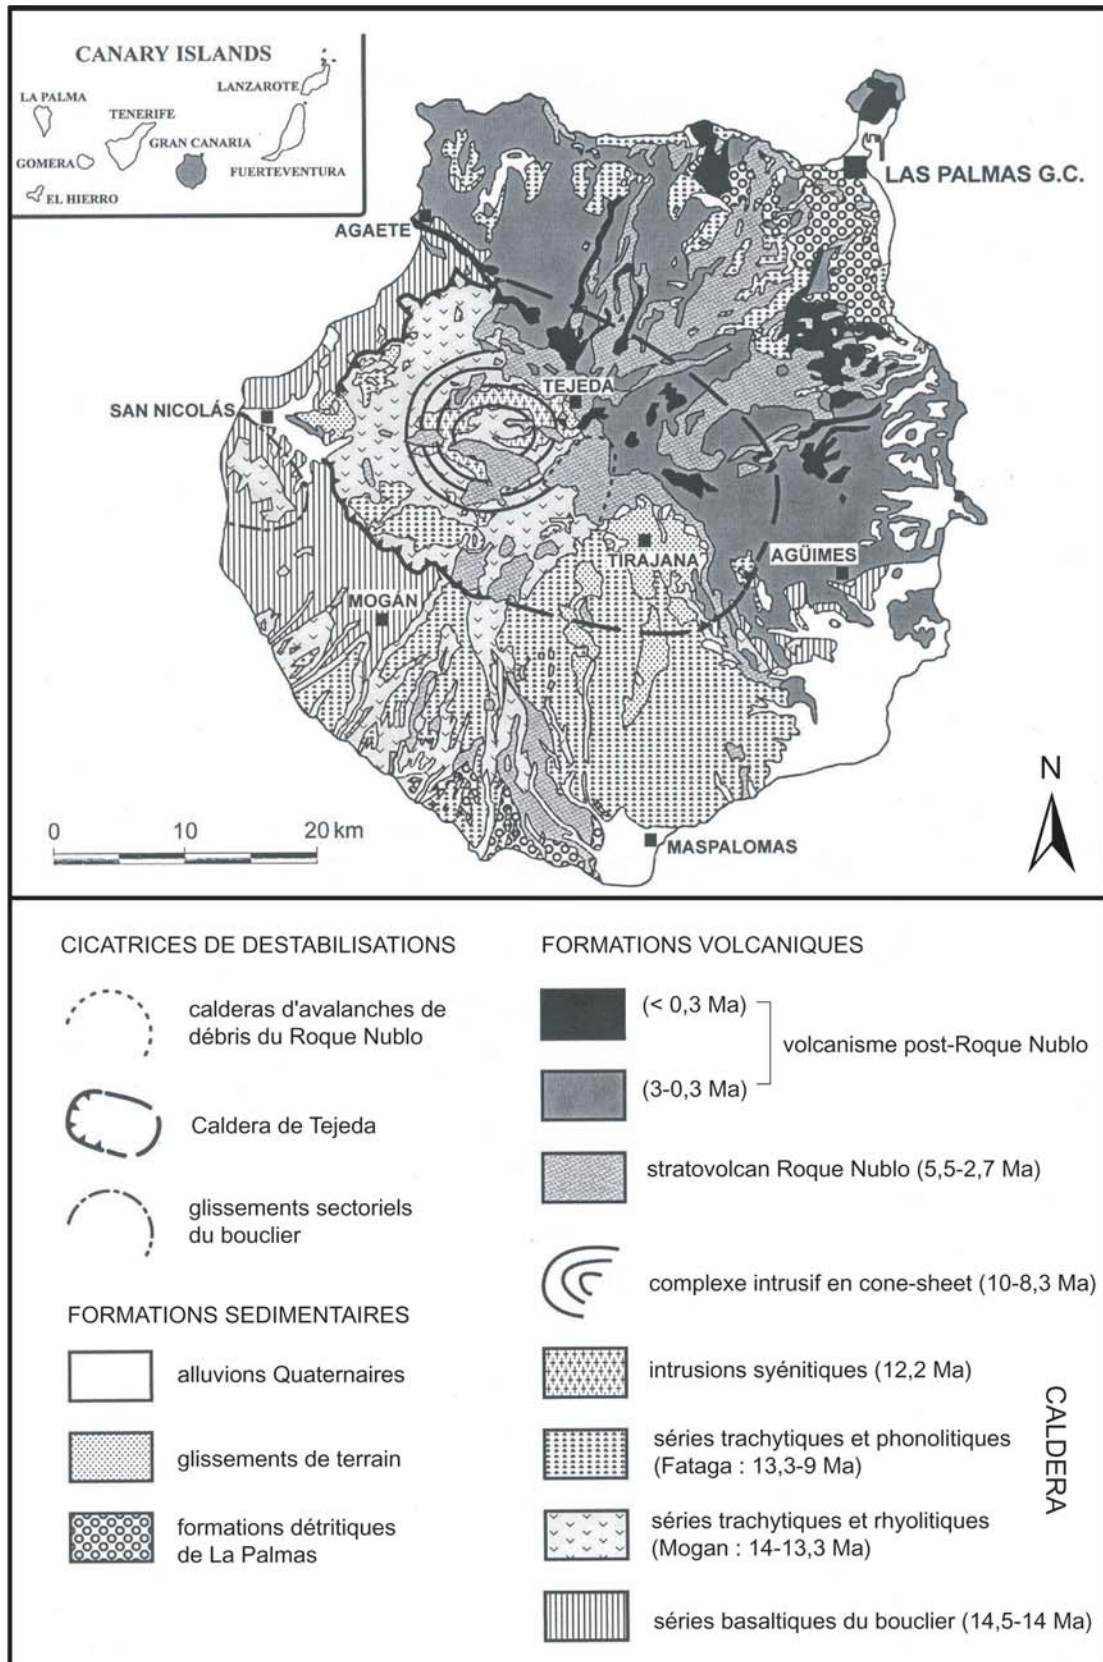 CANARY ISLANDS
LANZAROTE
LA PALMA
TENERIFE
GRAN CANARIA
GOMERA
FUERTEVENTURA
EL HIERRO
LAS PALMAS G.C.
AGAETE
TEJEDA
SAN NICOLÁS
TIRAJANA
AGÜIMES
MOGÁN
N
0 10 20 km
MASPALOMAS
CICATRICES DE DESTABILISATIONS
calderas d'avalanches de
débris du Roque Nublo
Caldera de Tejeda
glissements sectoriels
du bouclier
FORMATIONS SEDIMENTAIRES
alluvions Quaternaires
glissements de terrain
formations détritiques
de La Palmas
FORMATIONS VOLCANIQUES
(< 0,3 Ma)
volcanisme post-Roque Nublo
(3-0,3 Ma)
stratovolcan Roque Nublo (5,5-2,7 Ma)
complexe intrusif en cone-sheet (10-8,3 Ma)
intrusions syénitiques (12,2 Ma)
séries trachytiques et phonolitiques
(Fataga : 13,3-9 Ma)
séries trachytiques et rhyolitiques
(Mogan : 14-13,3 Ma)
séries basaltiques du bouclier (14,5-14 Ma)
CALDERA